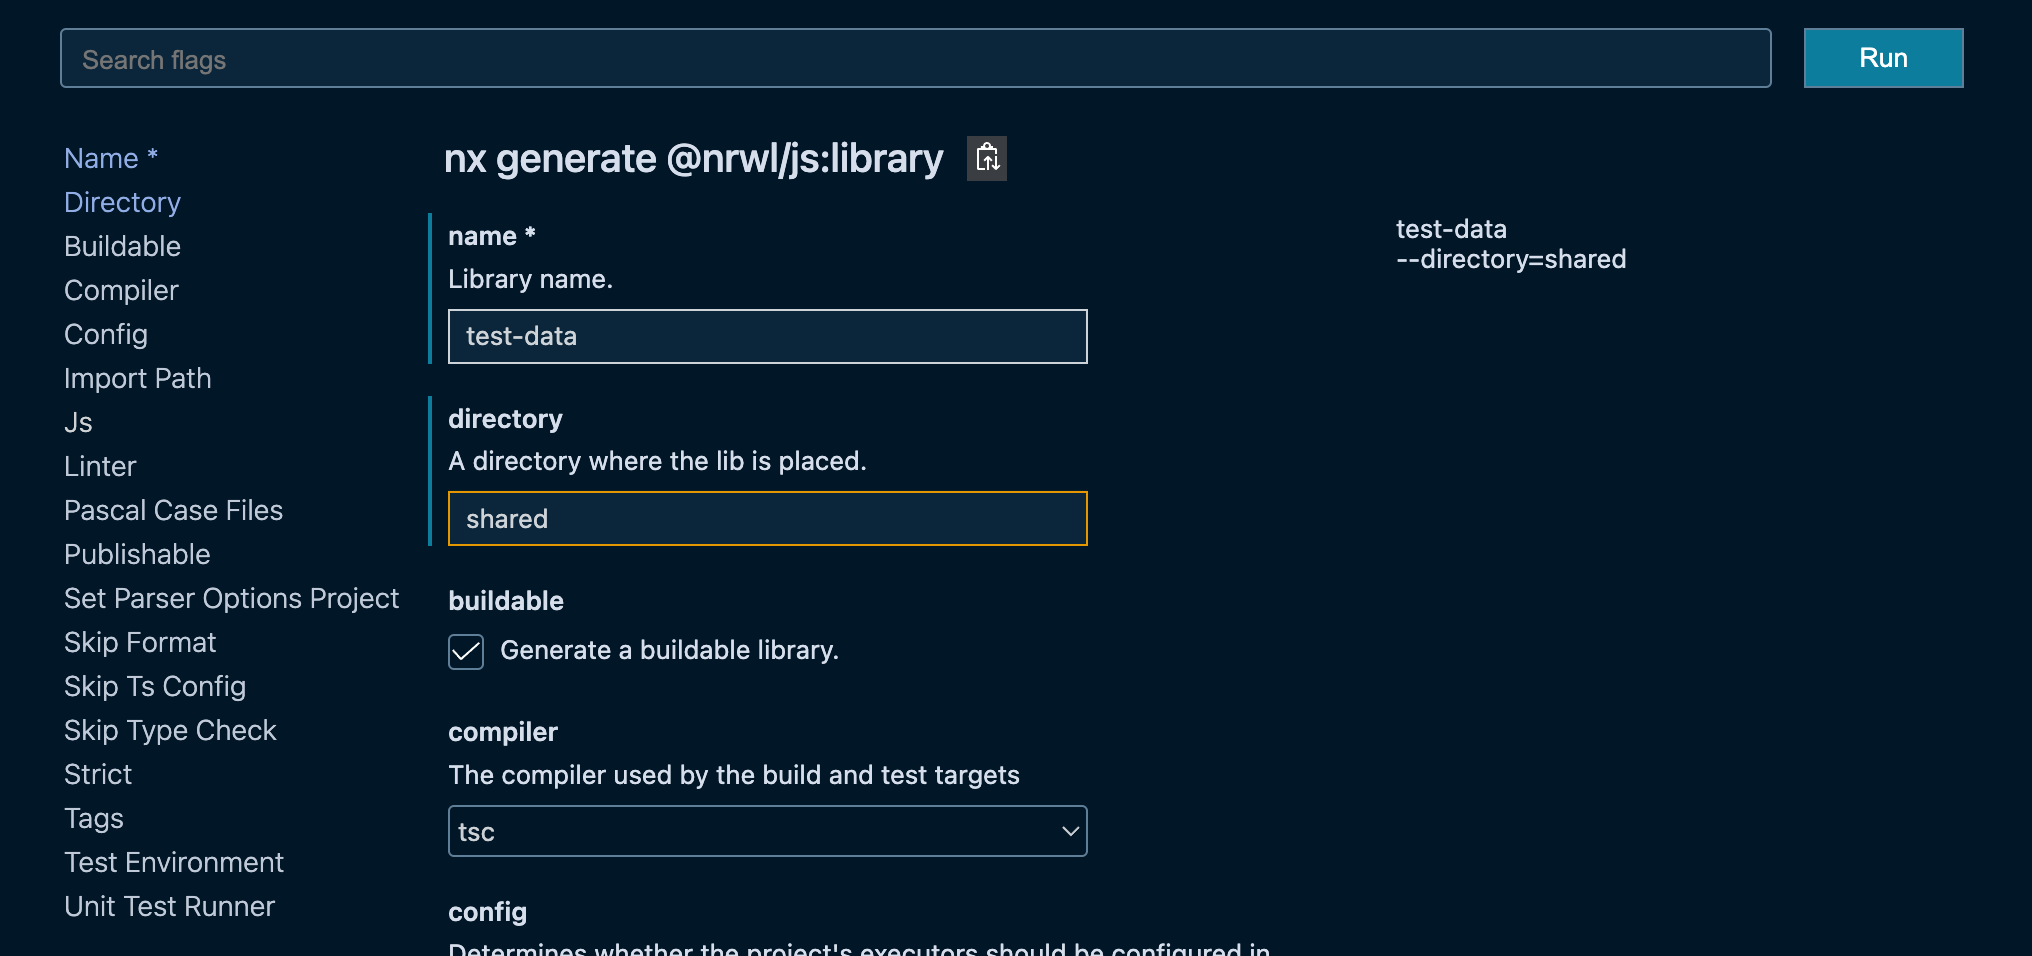 Search flags
Run
Name *
Directory
Buildable
Compiler
Config
Import Path
Js
Linter
Pascal Case Files
Publishable
Set Parser Options Project
Skip Format
Skip Ts Config
Skip Type Check
Strict
Tags
Test Environment
Unit Test Runner
nx generate @nrwl/js:library
name *
Library name.
test-data
directory
A directory where the lib is placed.
shared
buildable
Generate a buildable library.
compiler
The compiler used by the build and test targets
tsc
config
Determines whether the project's executors should be configured in
test-data
--directory=shared